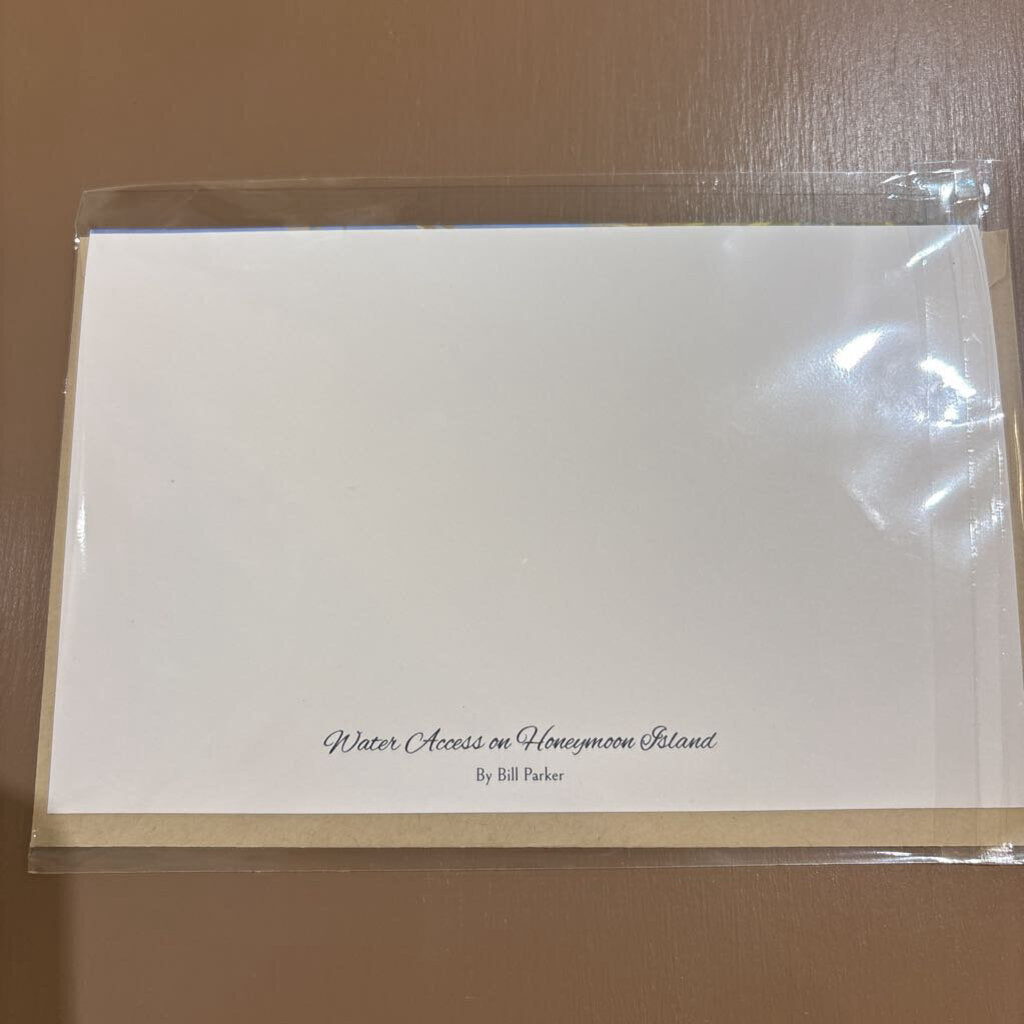 Water Access on Honeymoon Island
By Bill Parker